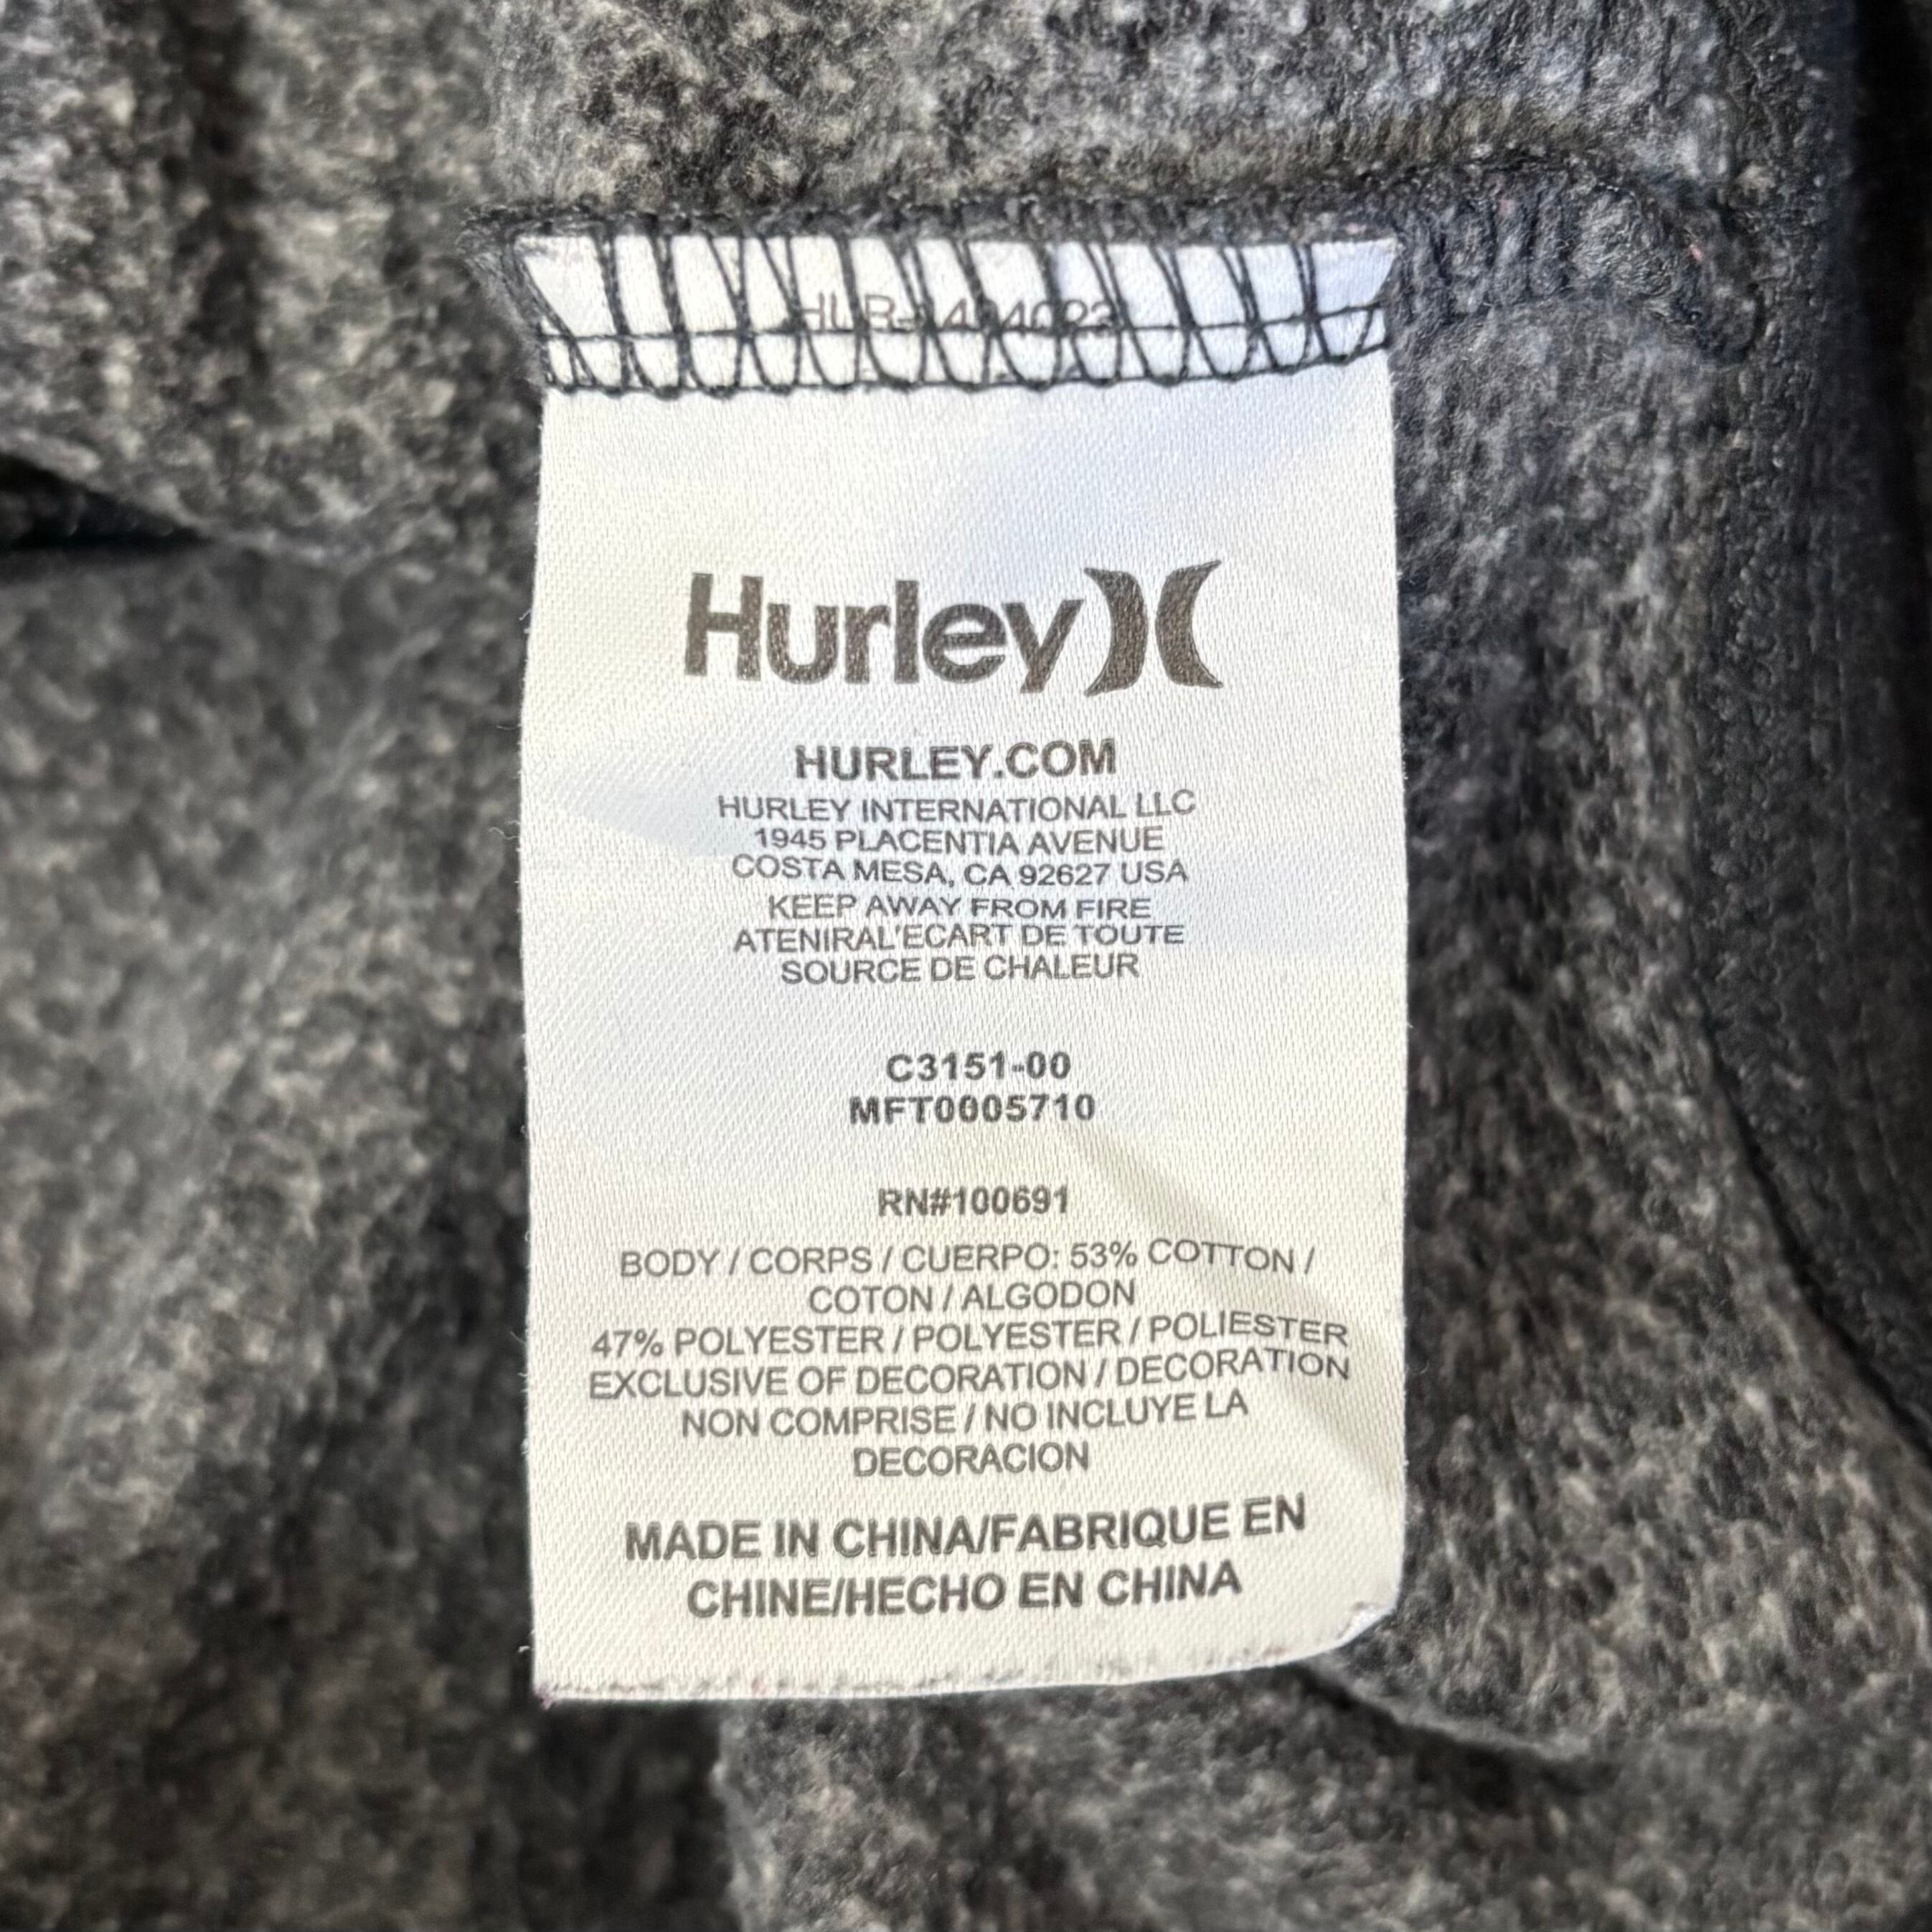 Hurley
HURLEY.COM
HURLEY INTERNATIONAL LLC
1945 PLACENTIA AVENUE
COSTA MESA, CA 92627 USA
KEEP AWAY FROM FIRE
ATENIRAL'ECART DE TOUTE
SOURCE DE CHALEUR
C3151-00
MFT0005710
RN#100691
BODY / CORPS / CUERPO: 53% COTTON /
COTON / ALGODON
47% POLYESTER / POLYESTER / POLIESTER
EXCLUSIVE OF DECORATION / DECORATION
NON COMPRISE / NO INCLUYE LA
DECORACION
MADE IN CHINA/FABRIQUE EN
CHINE/HECHO EN CHINA